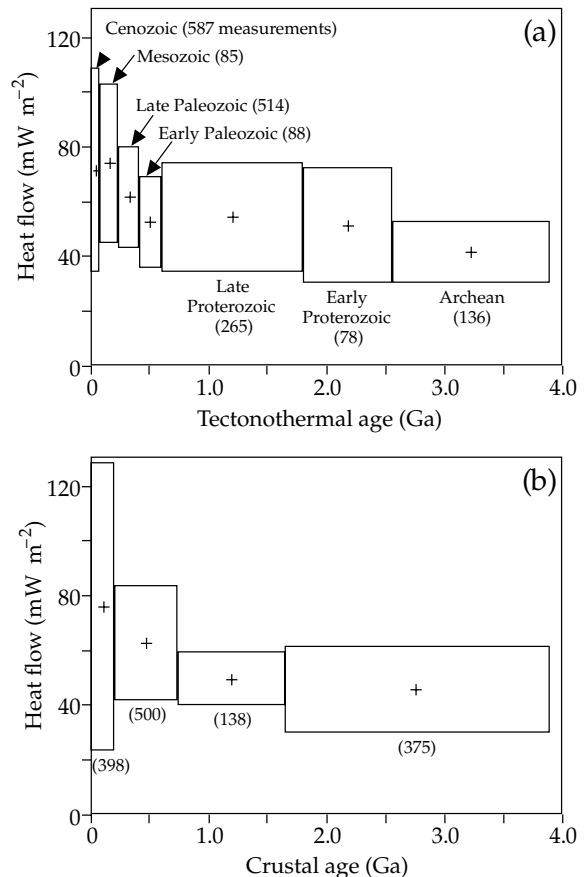 (a)
Cenozoic (587 measurements)
Mesozoic (85)
Late Paleozoic (514)
Early Paleozoic (88)
120
80
40
0
Heat flow (mW m⁻²)
Late
Proterozoic
(265)
Early
Proterozoic
(78)
Archean
(136)
0 1.0 2.0 3.0 4.0
Tectonothermal age (Ga)
(b)
120
80
40
0
Heat flow (mW m⁻²)
(398)
(500)
(138)
(375)
0 1.0 2.0 3.0 4.0
Crustal age (Ga)